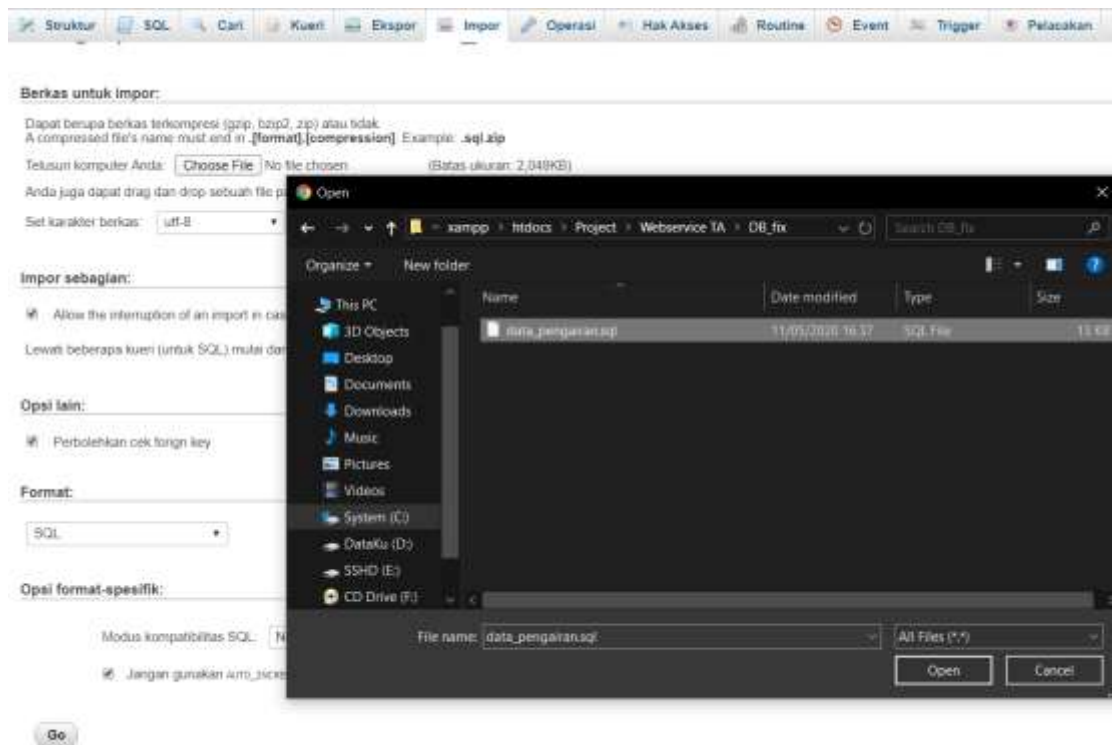 Struktur SQL Cari Kueri Ekspor Impor Operasi Hak Akses Routine Event Trigger Pelacakan
Berkas untuk impor:
Dapat berupa berkas terkompresi (gzip, bzip2, zip) atau tidak.
A compressed file's name must end in .[format].[compression]. Example: .sql.zip
Telusuri komputer Anda: Choose File No file chosen (Batas ukuran: 2,048KB)
Anda juga dapat drag dan drop sebuah file p
Set karakter berkas: utf-8
Impor sebagian:
Allow the interruption of an import in cas
Lewati beberapa kueri (untuk SQL) mulai dar
Opsi lain:
Perbolehkan cek forign key
Format:
SQL
Opsi format-spesifik:
Modus kompatibilitas SQL: N
Jangan gunakan
Go
Open
xampp htdocs Project Webservice TA DB_fix Search DB_fix
Organize New folder
Name Date modified Type Size
data_pengairan.sql 11/05/2020 16.37 SQL File 13 KB
This PC
3D Objects
Desktop
Documents
Downloads
Music
Pictures
Videos
System (C:)
DataKu (D:)
SSHD (E:)
CD Drive (F:)
File name: data_pengairan.sql All Files (*.*)
Open Cancel